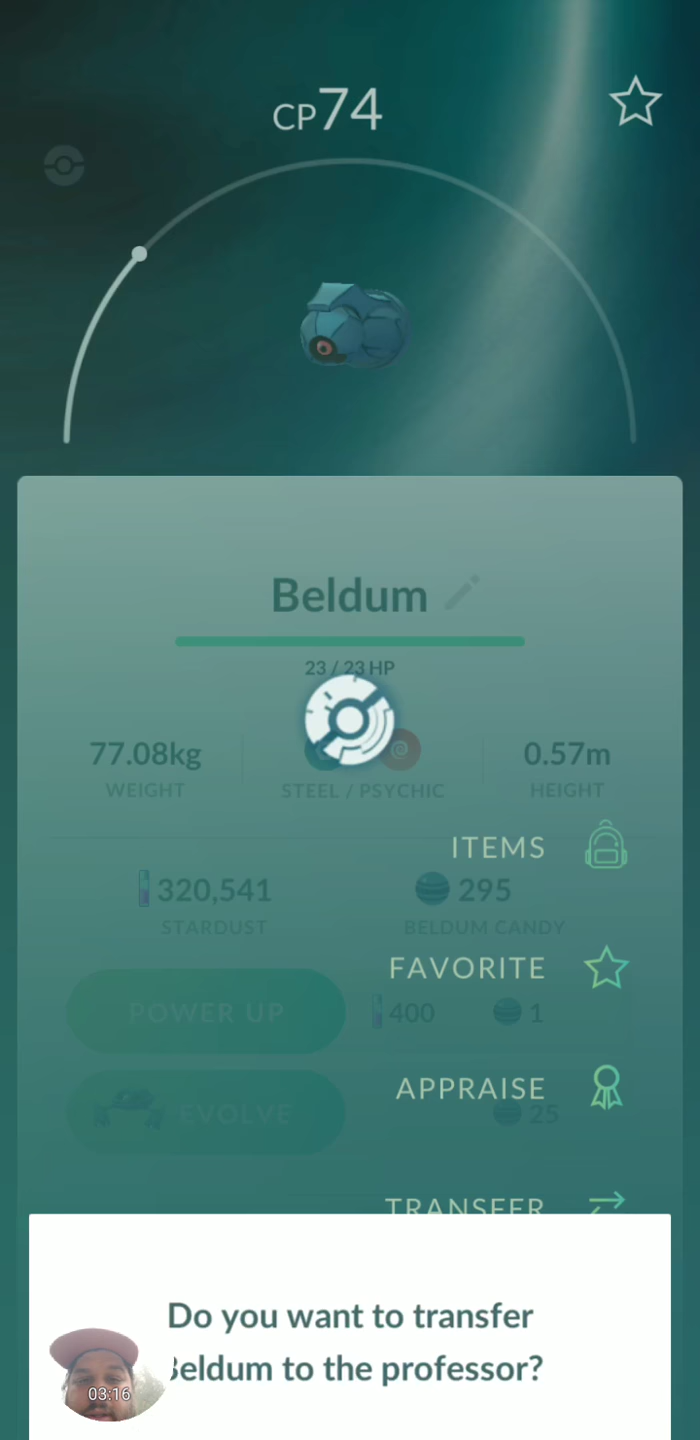 CP74
Beldum
23 / 23 HP
77.08kg
WEIGHT
STEEL / PSYCHIC
0.57m
HEIGHT
ITEMS
320,541
STARDUST
295
BELDUM CANDY
FAVORITE
POWER UP
400
1
APPRAISE
EVOLVE
25
TRANSFER
Do you want to transfer
Beldum to the professor?
03:16